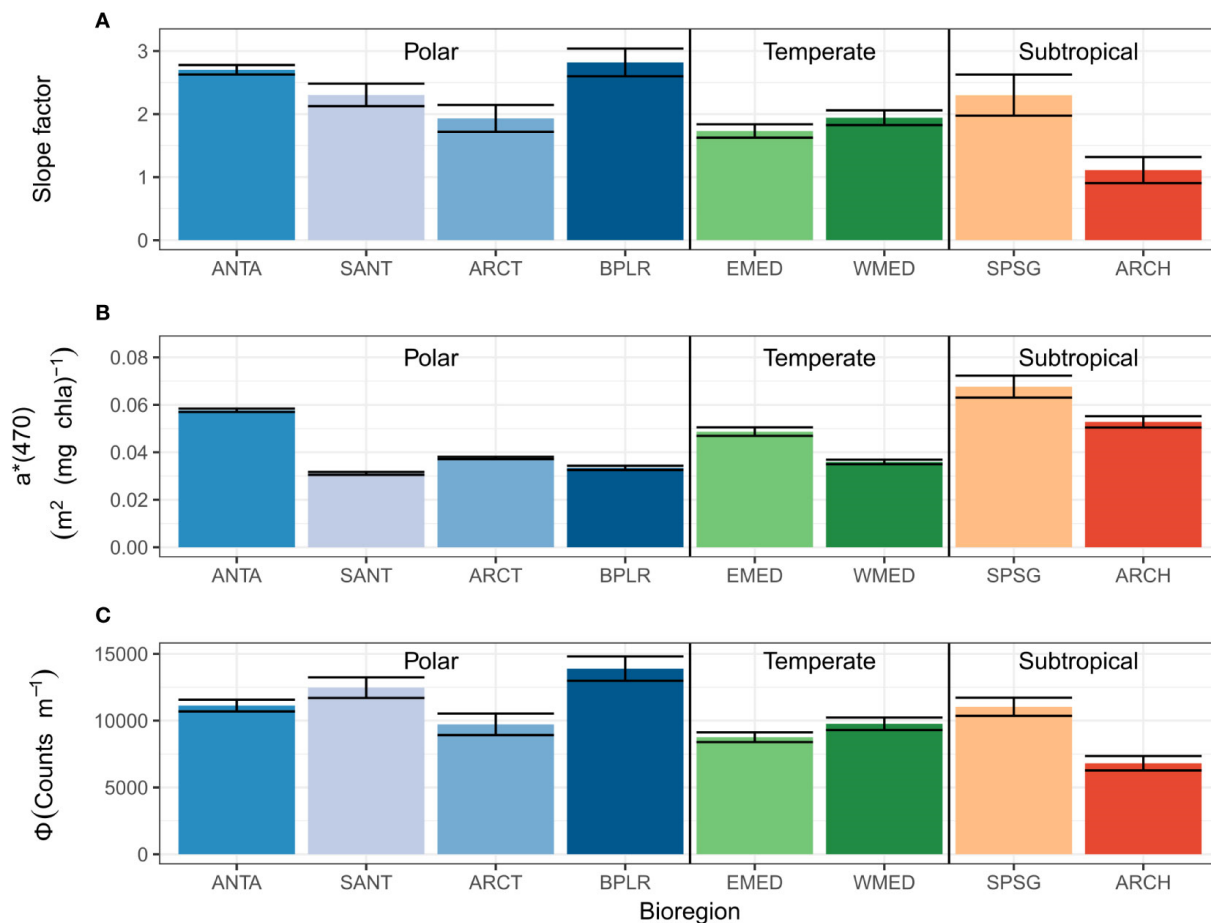 A
Slope factor
3
2
1
0
Polar Temperate Subtropical
ANTA SANT ARCT BPLR EMED WMED SPSG ARCH
B
a*(470)
(m² (mg chla)⁻¹)
0.08
0.06
0.04
0.02
0.00
Polar Temperate Subtropical
ANTA SANT ARCT BPLR EMED WMED SPSG ARCH
C
Φ(Counts m⁻¹)
15000
10000
5000
0
Polar Temperate Subtropical
ANTA SANT ARCT BPLR EMED WMED SPSG ARCH
Bioregion